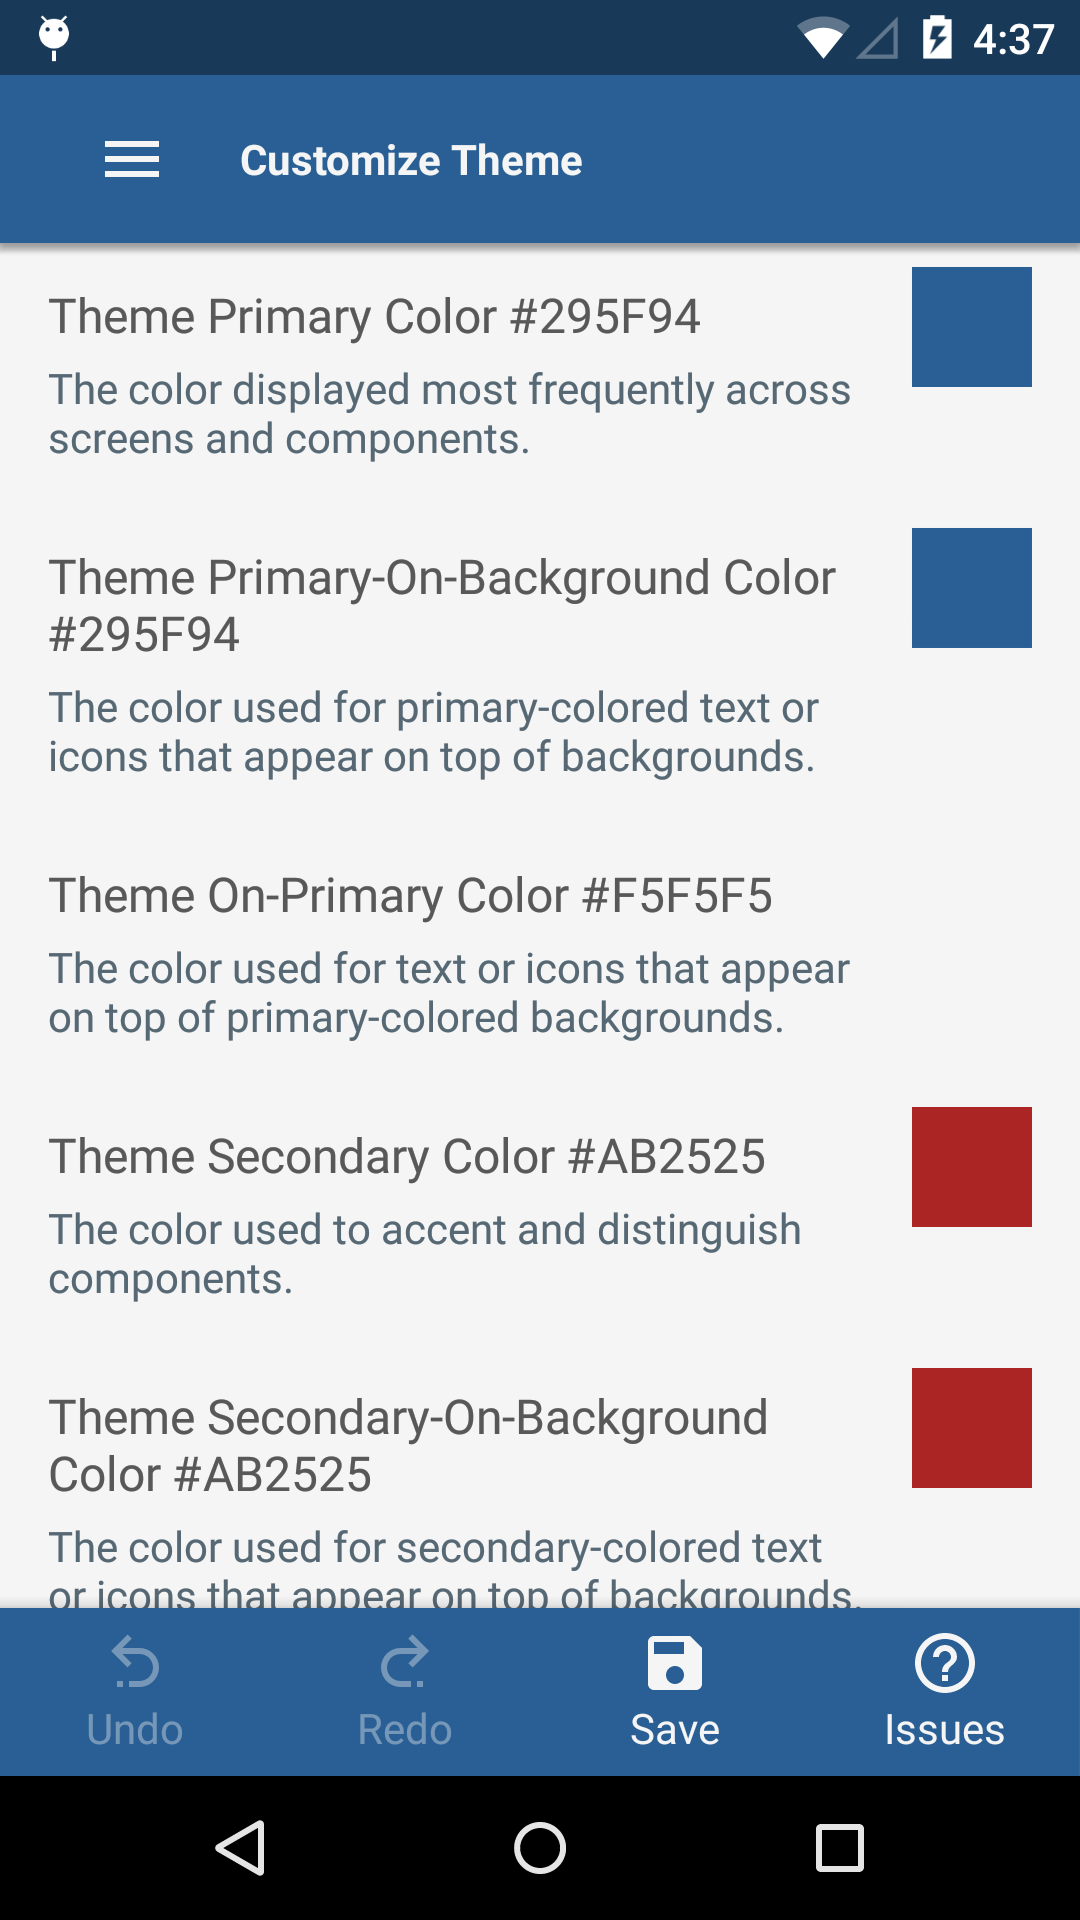 4:37
Customize Theme
Theme Primary Color #295F94
The color displayed most frequently across
screens and components.
Theme Primary-On-Background Color
#295F94
The color used for primary-colored text or
icons that appear on top of backgrounds.
Theme On-Primary Color #F5F5F5
The color used for text or icons that appear
on top of primary-colored backgrounds.
Theme Secondary Color #AB2525
The color used to accent and distinguish
components.
Theme Secondary-On-Background
Color #AB2525
The color used for secondary-colored text
or icons that appear on top of backgrounds.
Undo
Redo
Save
Issues